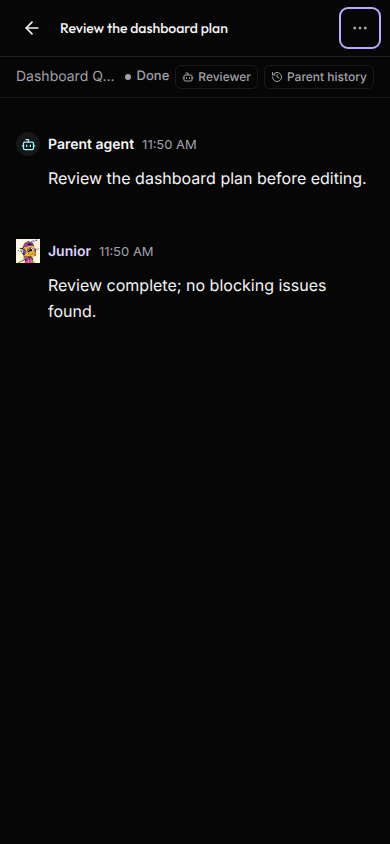 Review the dashboard plan
Dashboard Q... Done Reviewer Parent history
Parent agent 11:50 AM
Review the dashboard plan before editing.
Junior 11:50 AM
Review complete; no blocking issues
found.